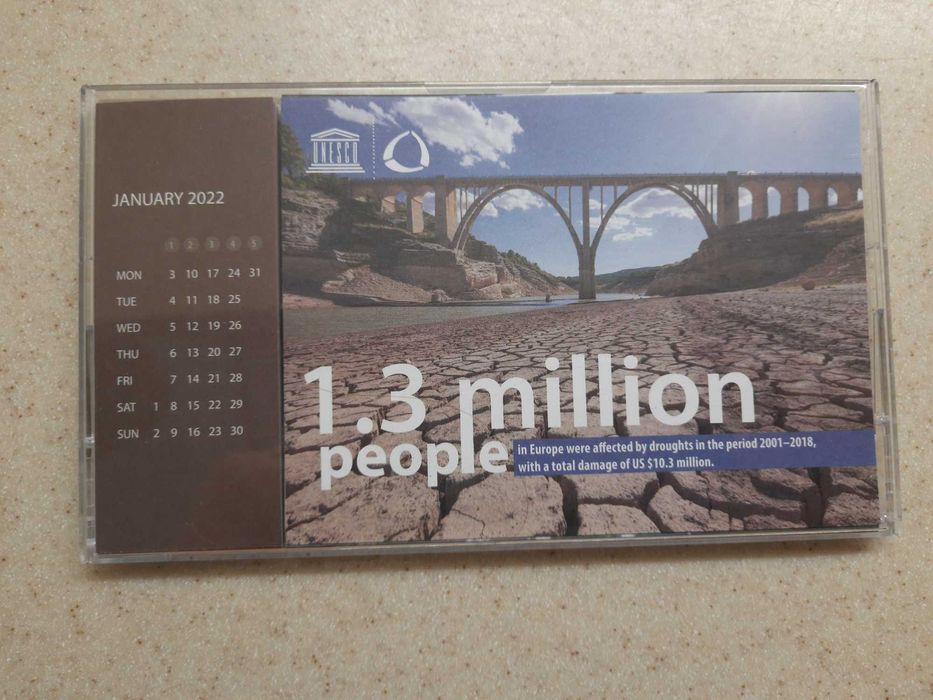 JANUARY 2022
1 2 3 4 5
MON 3 10 17 24 31
TUE 4 11 18 25
WED 5 12 19 26
THU 6 13 20 27
FRI 7 14 21 28
SAT 1 8 15 22 29
SUN 2 9 16 23 30
UNESCO
1.3 million
people
in Europe were affected by droughts in the period 2001–2018,
with a total damage of US $10.3 million.